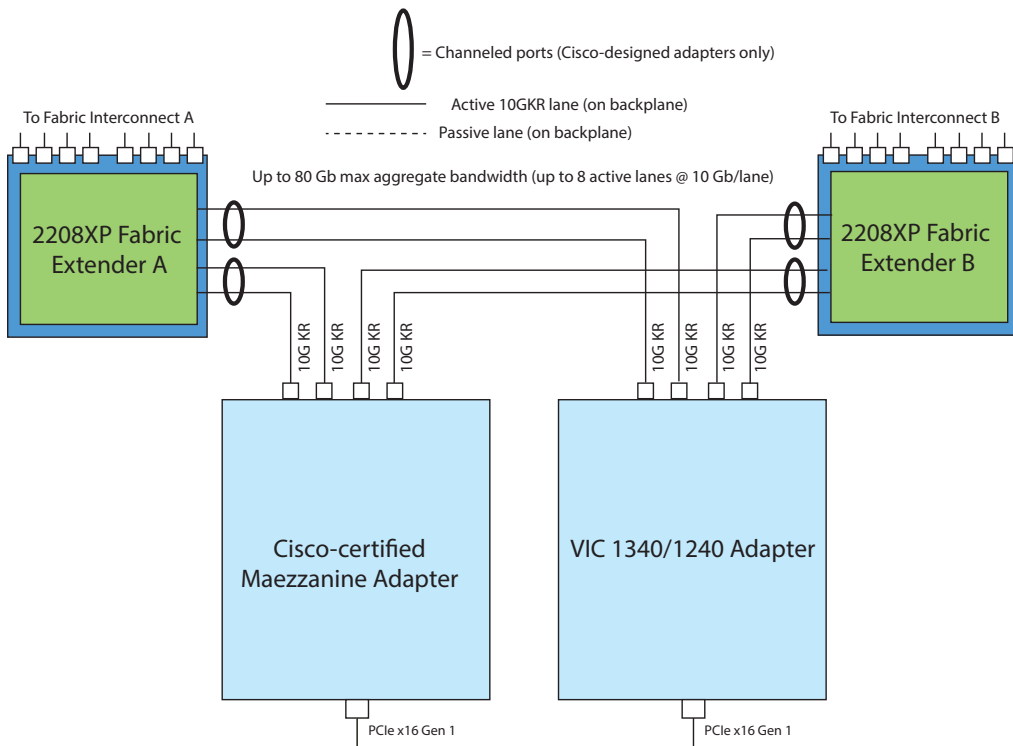 = Channeled ports (Cisco-designed adapters only)
Active 10GKR lane (on backplane)
Passive lane (on backplane)
To Fabric Interconnect A
To Fabric Interconnect B
Up to 80 Gb max aggregate bandwidth (up to 8 active lanes @ 10 Gb/lane)
2208XP Fabric
Extender A
2208XP Fabric
Extender B
10G KR
10G KR
10G KR
10G KR
10G KR
10G KR
10G KR
10G KR
Cisco-certified
Maezzanine Adapter
VIC 1340/1240 Adapter
PCIe x16 Gen 1
PCIe x16 Gen 1